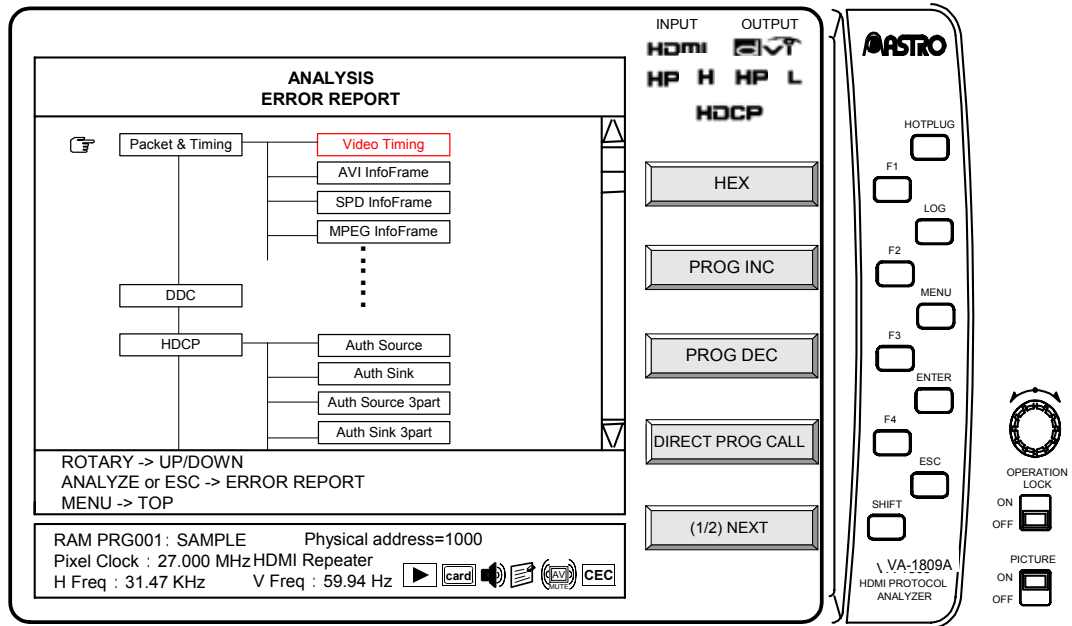 ANALYSIS
ERROR REPORT
Packet & Timing
Video Timing
AVI InfoFrame
SPD InfoFrame
MPEG InfoFrame
DDC
HDCP
Auth Source
Auth Sink
Auth Source 3part
Auth Sink 3part
ROTARY -> UP/DOWN
ANALYZE or ESC -> ERROR REPORT
MENU -> TOP
RAM PRG001 : SAMPLE Physical address=1000
Pixel Clock : 27.000 MHz HDMI Repeater
H Freq : 31.47 KHz V Freq : 59.94 Hz
card
AV
MUTE
CEC
INPUT OUTPUT
HDMI DVI
HP H HP L
HDCP
HEX
PROG INC
PROG DEC
DIRECT PROG CALL
(1/2) NEXT
ASTRO
HOTPLUG
F1
LOG
F2
MENU
F3
ENTER
F4
ESC
SHIFT
VA-1809A
HDMI PROTOCOL
ANALYZER
OPERATION
LOCK
ON
OFF
PICTURE
ON
OFF